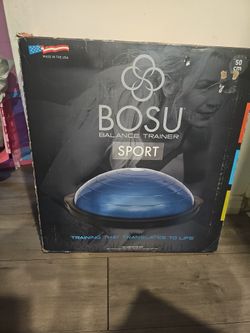 MADE IN THE USA
50
cm
BOSU
BALANCE TRAINER
SPORT
TRAINING THAT TRANSLATES TO LIFE